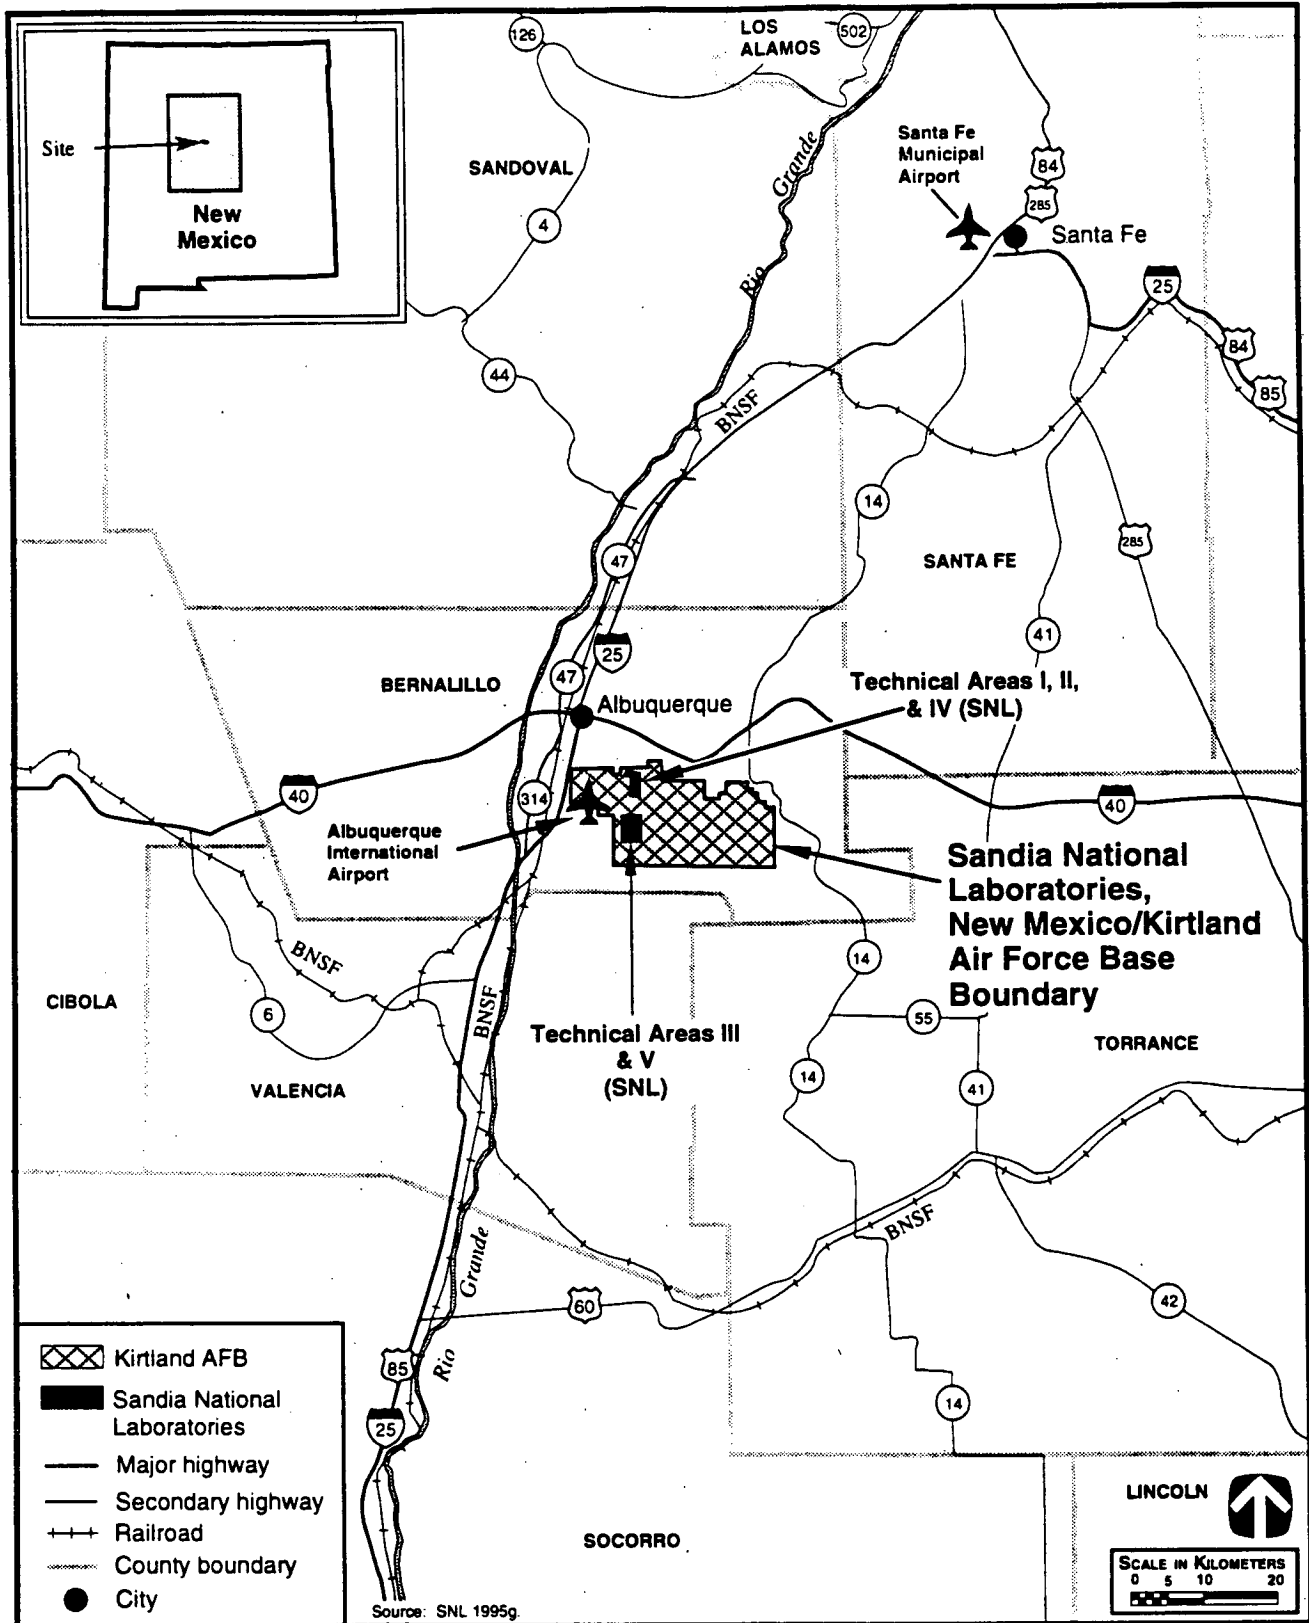 126
LOS
ALAMOS
502
Site
New
Mexico
SANDOVAL
4
Grande
Rio
Santa Fe
Municipal
Airport
84
285
Santa Fe
25
84
85
44
BNSF
14
47
SANTA FE
285
41
25
47
BERNALILLO
Albuquerque
Technical Areas I, II,
& IV (SNL)
40
314
40
Albuquerque
International
Airport
Sandia National
Laboratories,
New Mexico/Kirtland
Air Force Base
Boundary
BNSF
14
CIBOLA
6
BNSF
55
Technical Areas III
& V
(SNL)
TORRANCE
VALENCIA
14
41
BNSF
Grande
60
42
Rio
85
14
25
Kirtland AFB
Sandia National
Laboratories
Major highway
Secondary highway
Railroad
County boundary
City
SOCORRO
LINCOLN
SCALE IN KILOMETERS
0 5 10 20
Source: SNL 1995g.